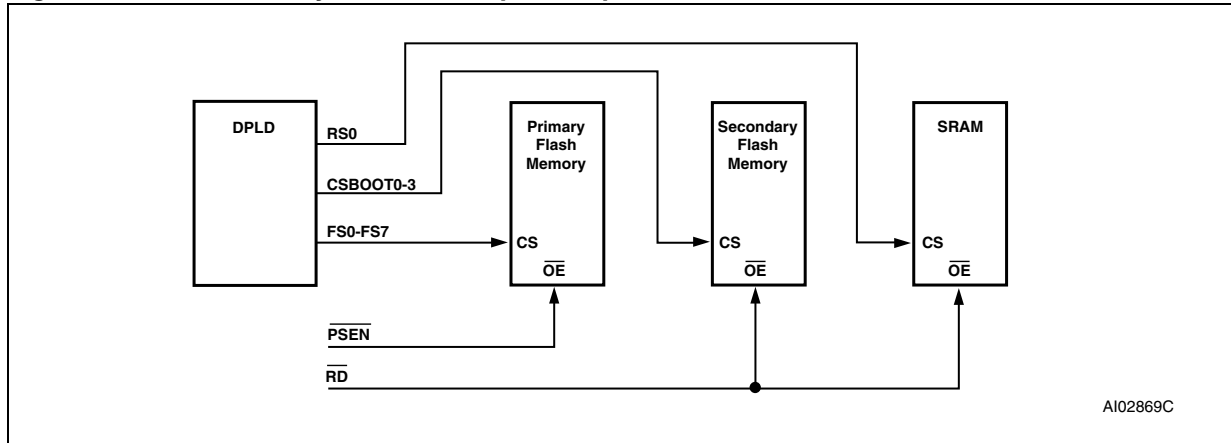 DPLD
RS0
CSBOOT0-3
FS0-FS7
Primary
Flash
Memory
CS
OE
Secondary
Flash
Memory
CS
OE
SRAM
CS
OE
PSEN
RD
AI02869C